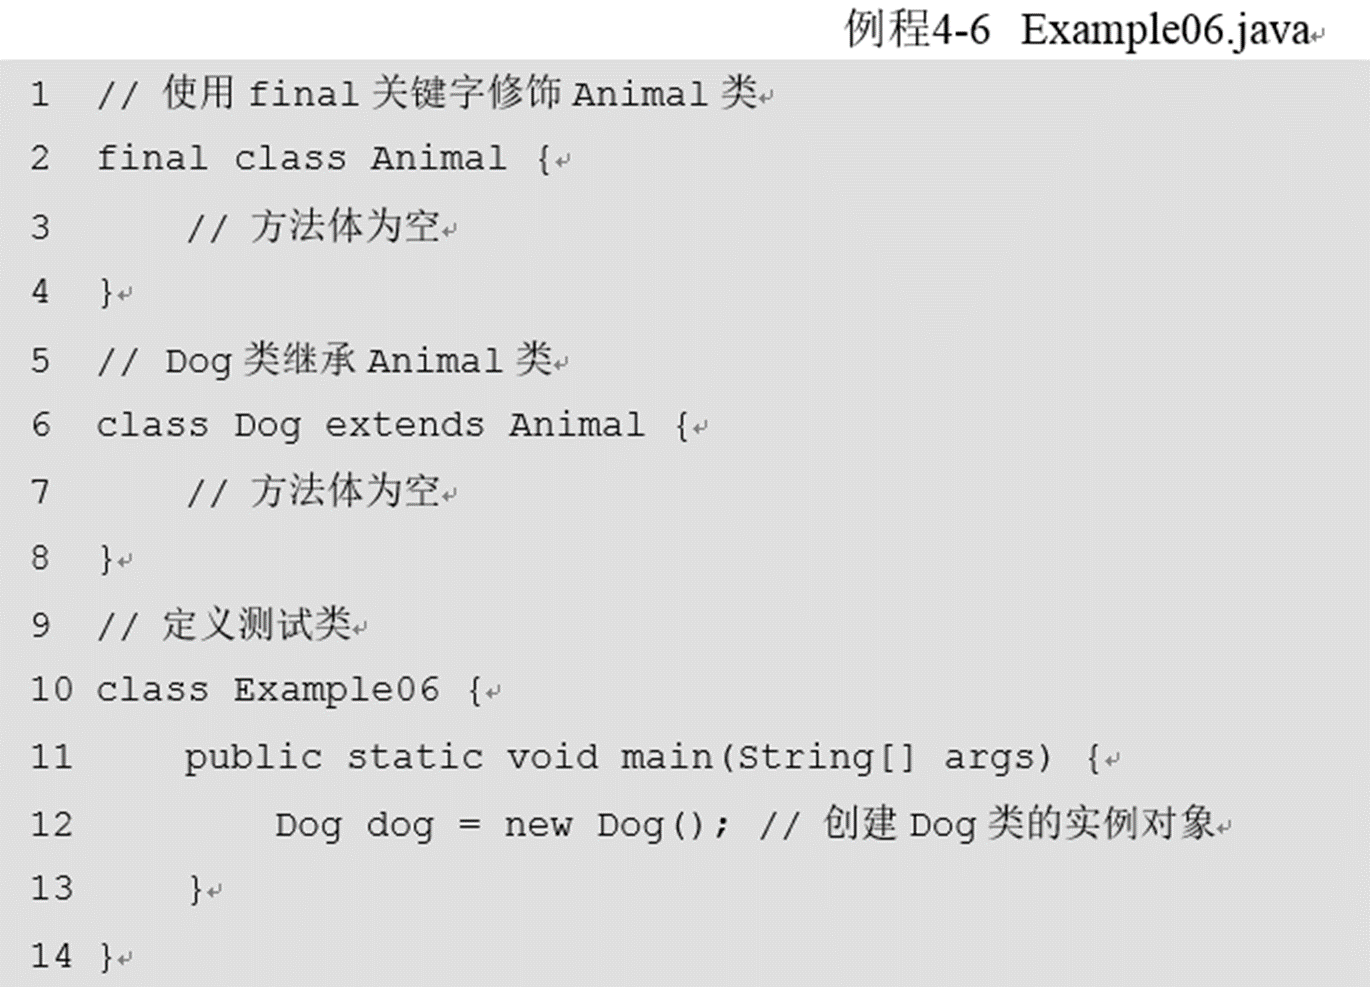 例程4-6 Example06.java↵
1 // 使用 final 关键字修饰 Animal 类↵
2 final class Animal {↵
3 // 方法体为空↵
4 }↵
5 // Dog 类继承 Animal 类↵
6 class Dog extends Animal {↵
7 // 方法体为空↵
8 }↵
9 // 定义测试类↵
10 class Example06 {↵
11 public static void main(String[] args) {↵
12 Dog dog = new Dog(); // 创建 Dog 类的实例对象↵
13 }↵
14 }↵